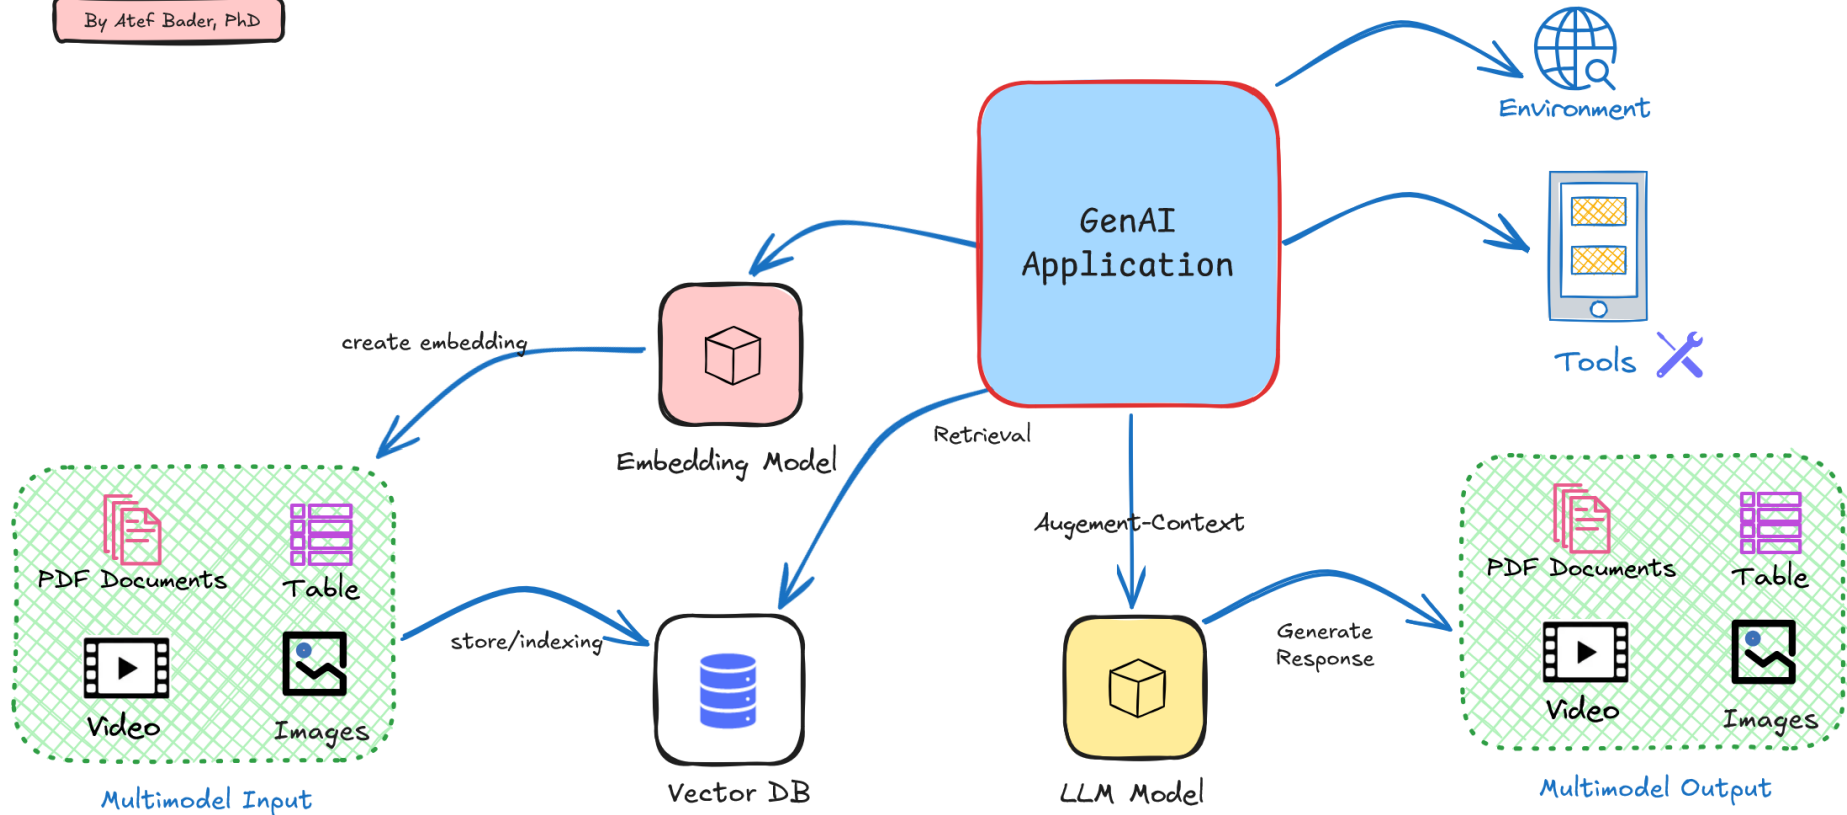 By Atef Bader, PhD
Environment
GenAI
Application
Tools
create embedding
Embedding Model
Retrieval
Augement-Context
PDF Documents
Table
Video
Images
Multimodel Input
store/indexing
Vector DB
LLM Model
Generate
Response
PDF Documents
Table
Video
Images
Multimodel Output